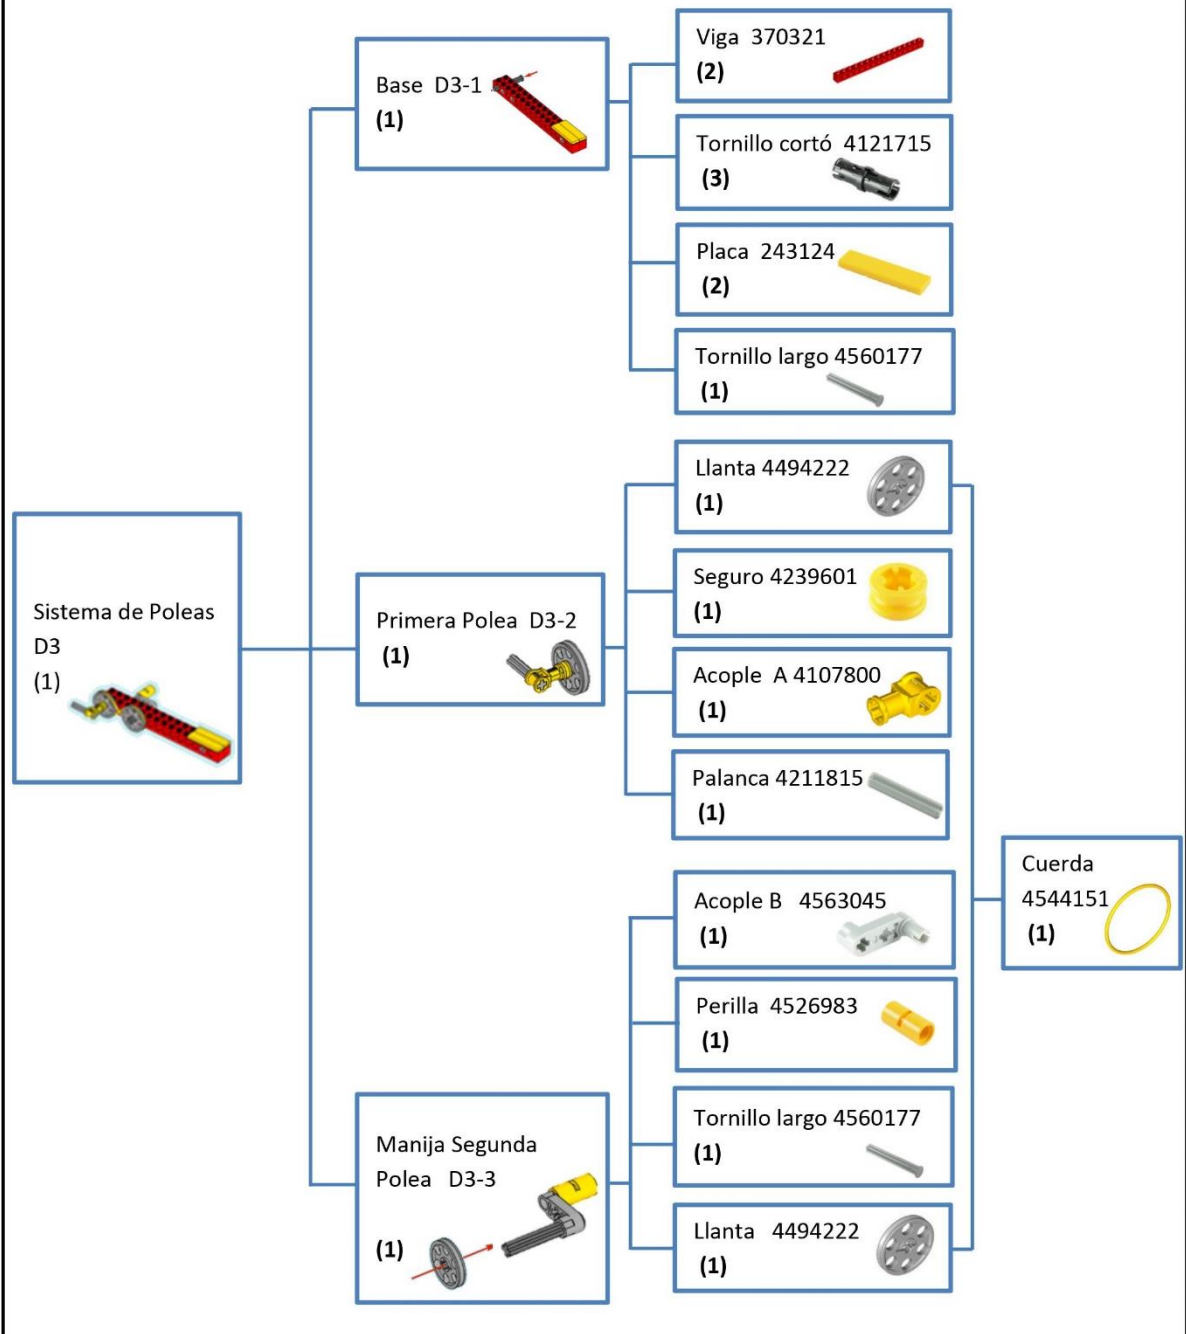 Viga 370321
(2)
Base D3-1
(1)
Tornillo cortó 4121715
(3)
Placa 243124
(2)
Tornillo largo 4560177
(1)
Llanta 4494222
(1)
Seguro 4239601
(1)
Sistema de Poleas
D3
(1)
Primera Polea D3-2
(1)
Acople A 4107800
(1)
Palanca 4211815
(1)
Cuerda
4544151
(1)
Acople B 4563045
(1)
Perilla 4526983
(1)
Manija Segunda
Polea D3-3
(1)
Tornillo largo 4560177
(1)
Llanta 4494222
(1)